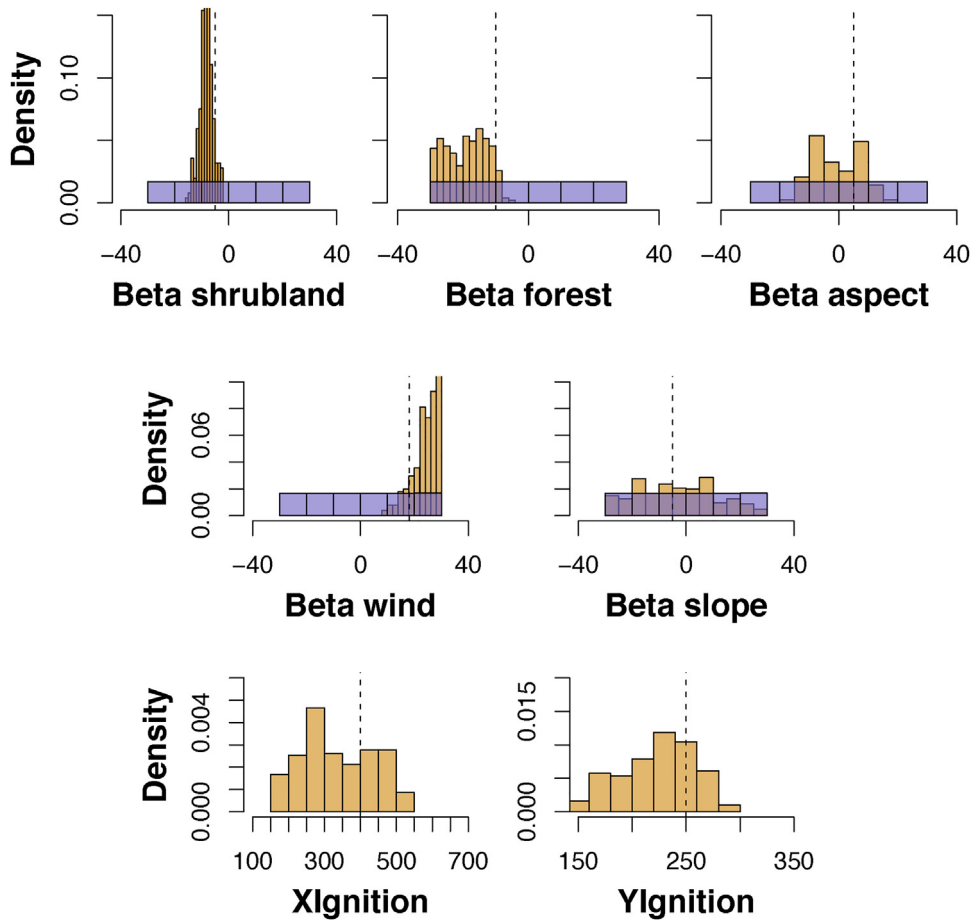 Density
0.00 0.10
−40 0 40
Beta shrubland
−40 0 40
Beta forest
−40 0 40
Beta aspect
Density
0.00 0.06
−40 0 40
Beta wind
−40 0 40
Beta slope
Density
0.000 0.004
100 300 500 700
XIgnition
0.000 0.015
150 250 350
YIgnition